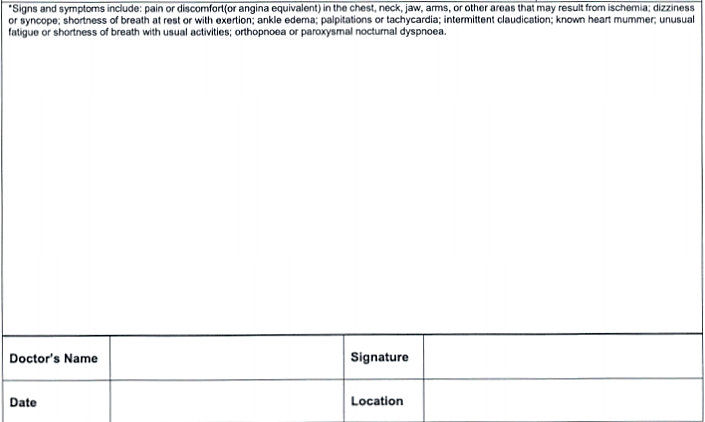 *Signs and symptoms include: pain or discomfort(or angina equivalent) in the chest, neck, jaw, arms, or other areas that may result from ischemia; dizziness
or syncope; shortness of breath at rest or with exertion; ankle edema; palpitations or tachycardia; intermittent claudication; known heart mummer; unusual
fatigue or shortness of breath with usual activities; orthopnoea or paroxysmal nocturnal dyspnoea.
Doctor's Name Signature
Date Location